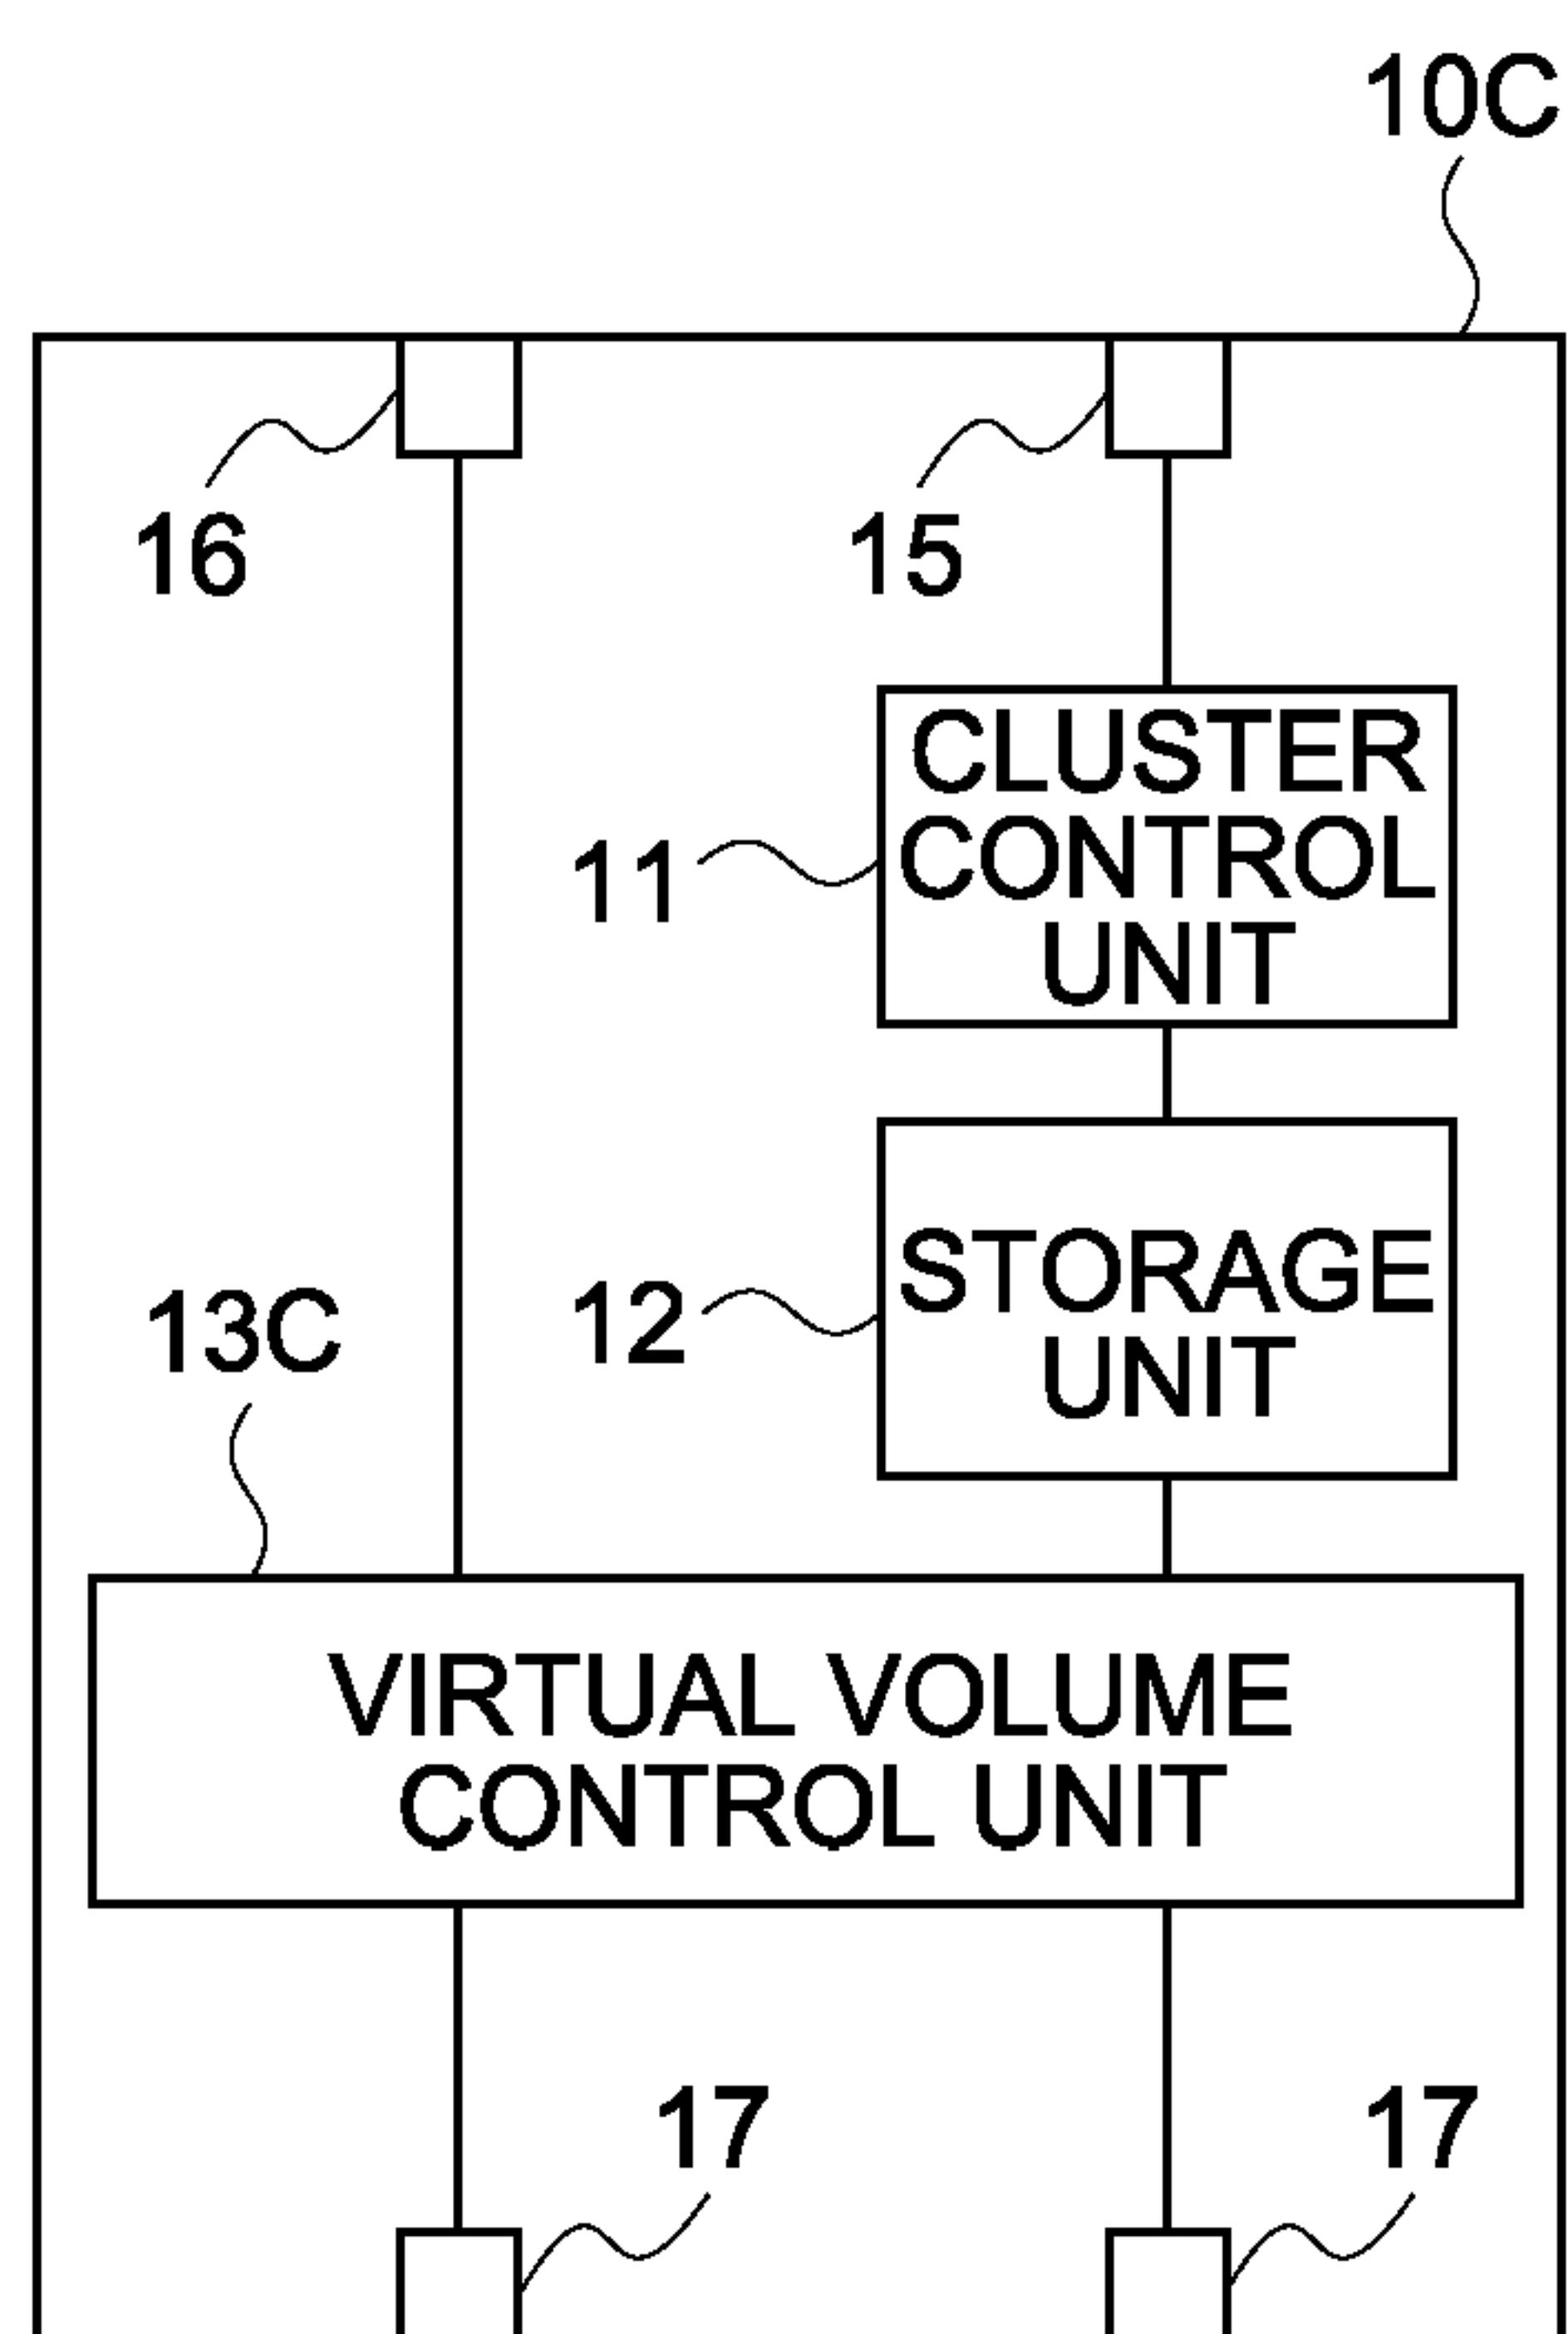 10C
16
15
CLUSTER
CONTROL
UNIT
11
STORAGE
UNIT
12
13C
VIRTUAL VOLUME
CONTROL UNIT
17
17